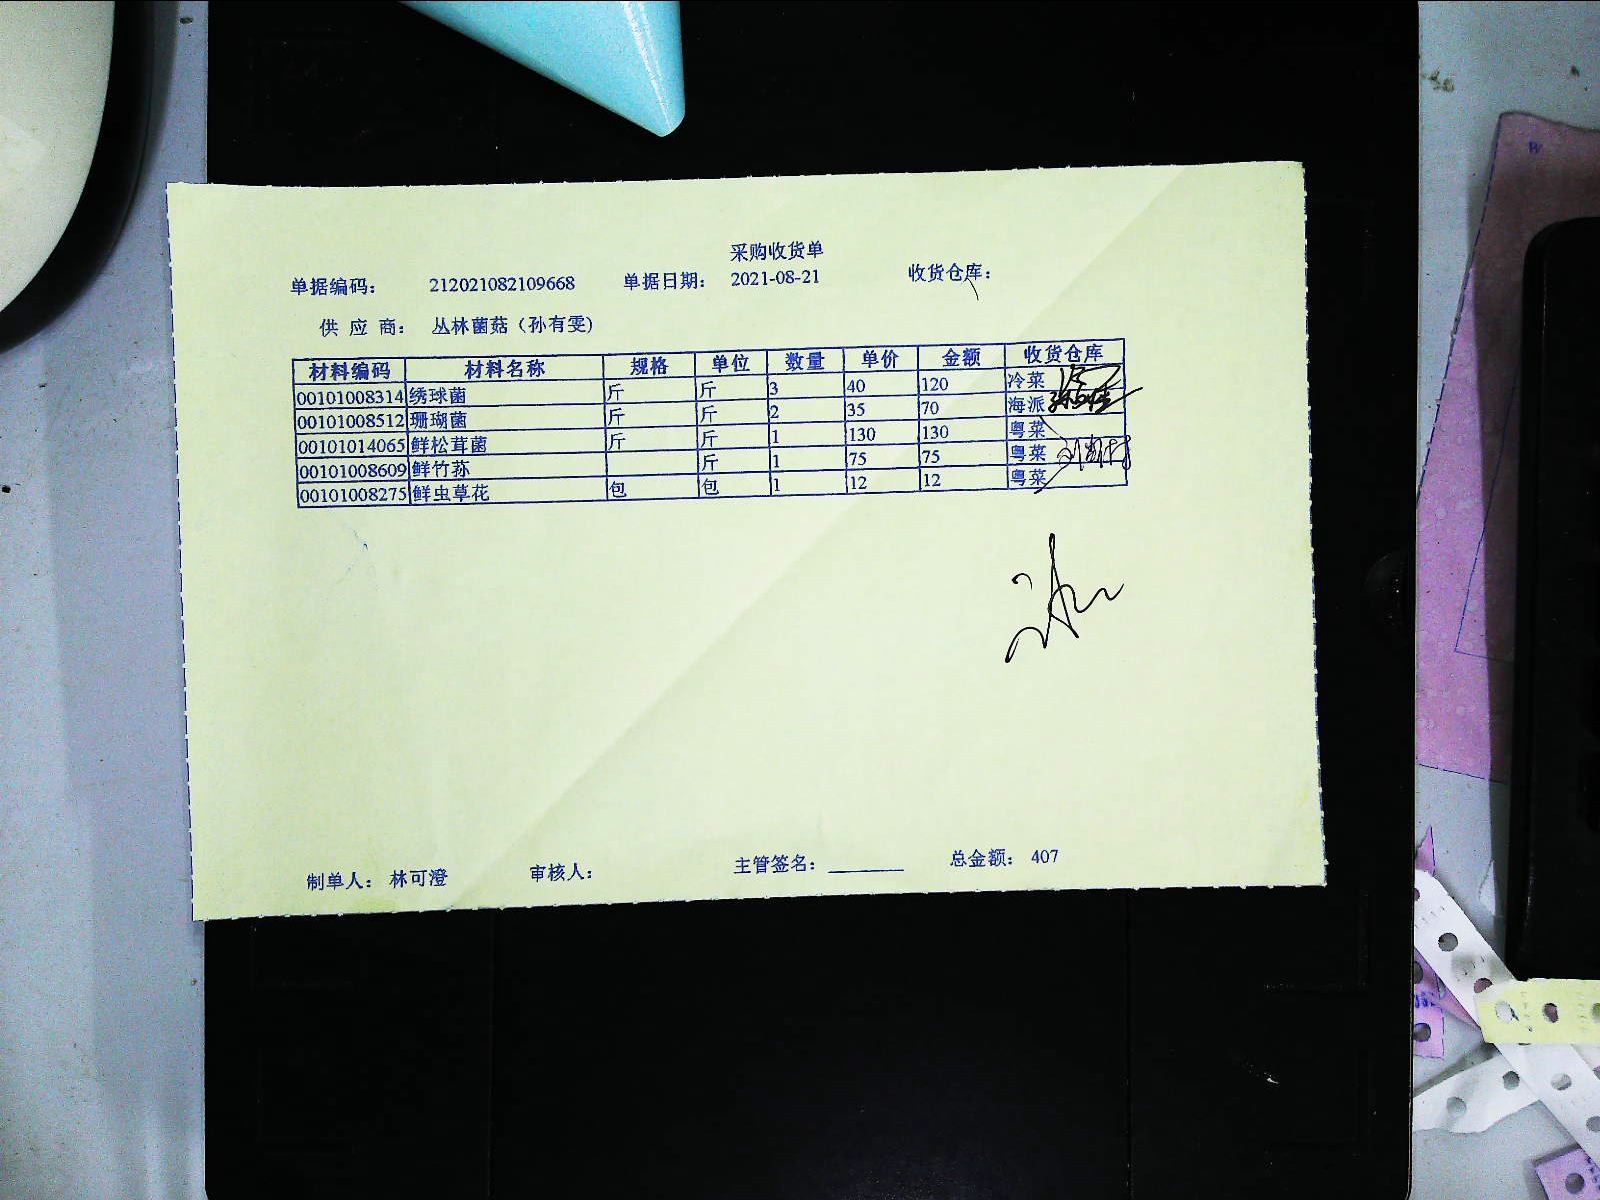 采购收货单
单据编码： 212021082109668 单据日期： 2021-08-21 收货仓库：
供 应 商： 丛林菌菇（孙有雯)
材料编码 材料名称 规格 单位 数量 单价 金额 收货仓库
00101008314 绣球菌 斤 斤 3 40 120 冷菜
00101008512 珊瑚菌 斤 斤 2 35 70 海派
00101014065 鲜松茸菌 斤 斤 1 130 130 粤菜
00101008609 鲜竹荪 斤 1 75 75 粤菜
00101008275 鲜虫草花 包 包 1 12 12 粤菜
制单人： 林可澄 审核人： 主管签名： 总金额： 407